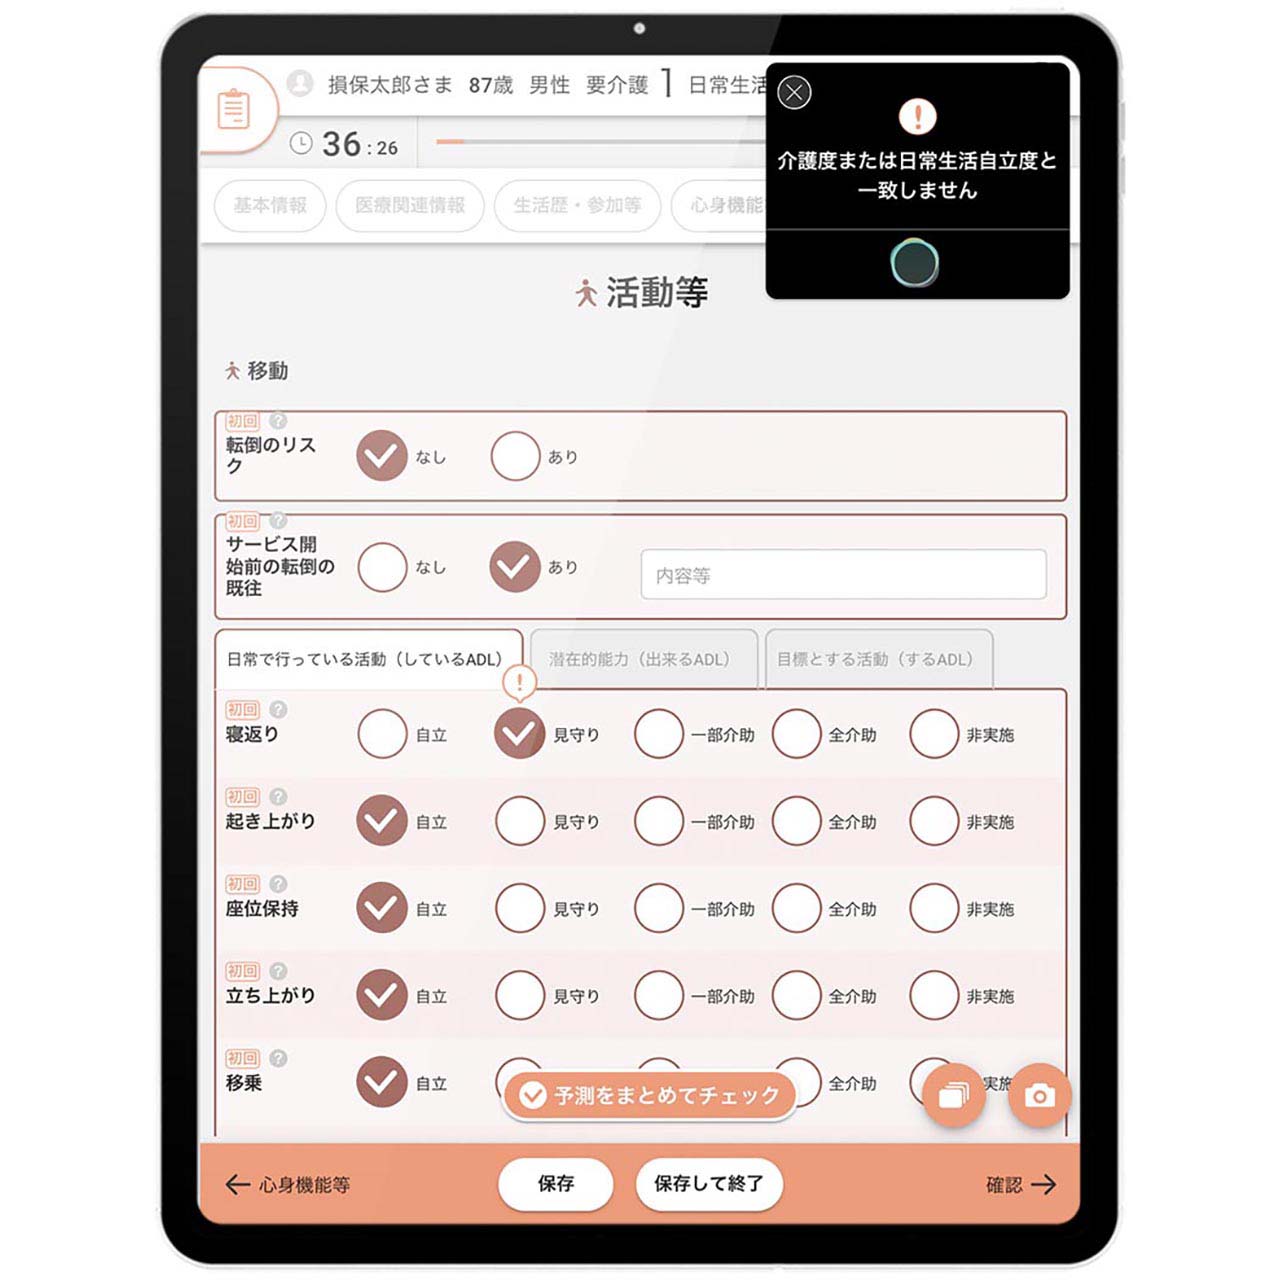 損保太郎さま 87歳 男性 要介護 1 日常生活
36 : 26
介護度または日常生活自立度と
一致しません
基本情報 医療関連情報 生活歴・参加等 心身機能
活動等
移動
初回 ?
転倒のリスク
ク
なし あり
初回 ?
サービス開
始前の転倒の
既往
なし あり 内容等
日常で行っている活動（しているADL） 潜在的能力（出来るADL） 目標とする活動（するADL）
!
初回 ?
寝返り 自立 見守り 一部介助 全介助 非実施
初回 ?
起き上がり 自立 見守り 一部介助 全介助 非実施
初回 ?
座位保持 自立 見守り 一部介助 全介助 非実施
初回 ?
立ち上がり 自立 見守り 一部介助 全介助 非実施
初回 ?
移乗 自立 全介助 実施
予測をまとめてチェック
← 心身機能等 保存 保存して終了 確認 →